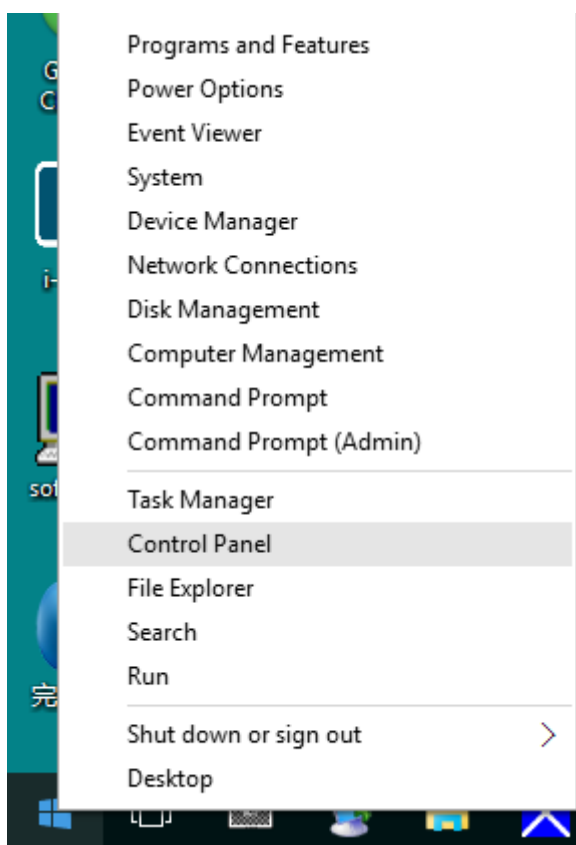 G
C
Programs and Features
Power Options
Event Viewer
System
Device Manager
Network Connections
i-
Disk Management
Computer Management
Command Prompt
Command Prompt (Admin)
Task Manager
Control Panel
File Explorer
Search
Run
完
Shut down or sign out
Desktop